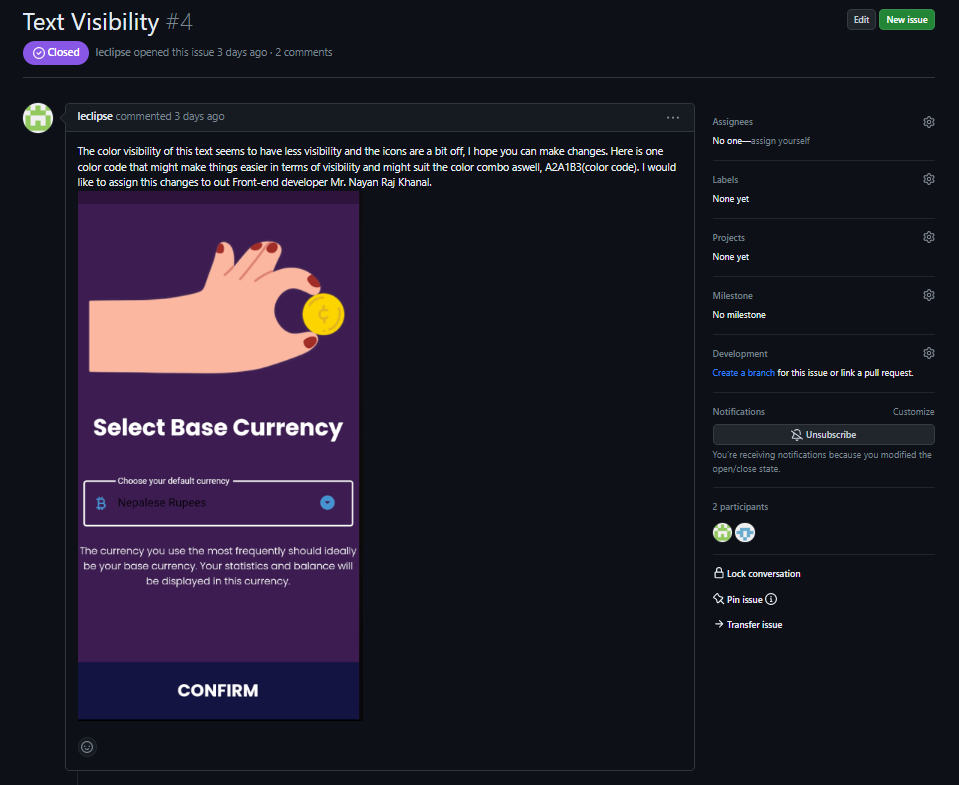 Text Visibility #4
Edit
New issue
Closed
leclipse opened this issue 3 days ago · 2 comments
leclipse commented 3 days ago
The color visibility of this text seems to have less visibility and the icons are a bit off, I hope you can make changes. Here is one
color code that might make things easier in terms of visibility and might suit the color combo aswell, A2A1B3(color code). I would
like to assign this changes to out Front-end developer Mr. Nayan Raj Khanal.
Select Base Currency
Choose your default currency
Nepalese Rupees
The currency you use the most frequently should ideally
be your base currency. Your statistics and balance will
be displayed in this currency.
CONFIRM
Assignees
No one—assign yourself
Labels
None yet
Projects
None yet
Milestone
No milestone
Development
Create a branch for this issue or link a pull request.
Notifications
Customize
Unsubscribe
You're receiving notifications because you modified the
open/close state.
2 participants
Lock conversation
Pin issue
Transfer issue